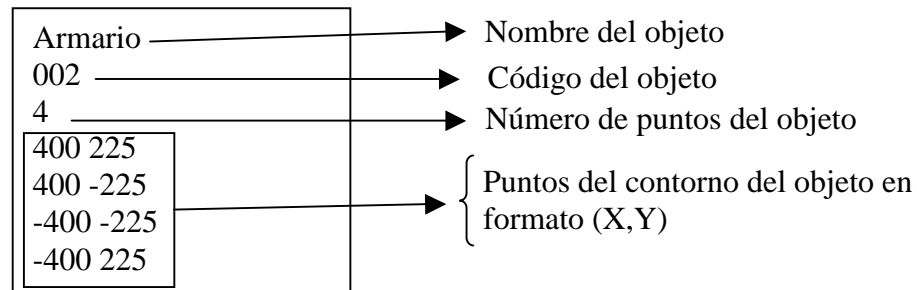 Armario
Nombre del objeto
002
Código del objeto
4
Número de puntos del objeto
400 225
400 -225
-400 -225
-400 225
Puntos del contorno del objeto en
formato (X,Y)